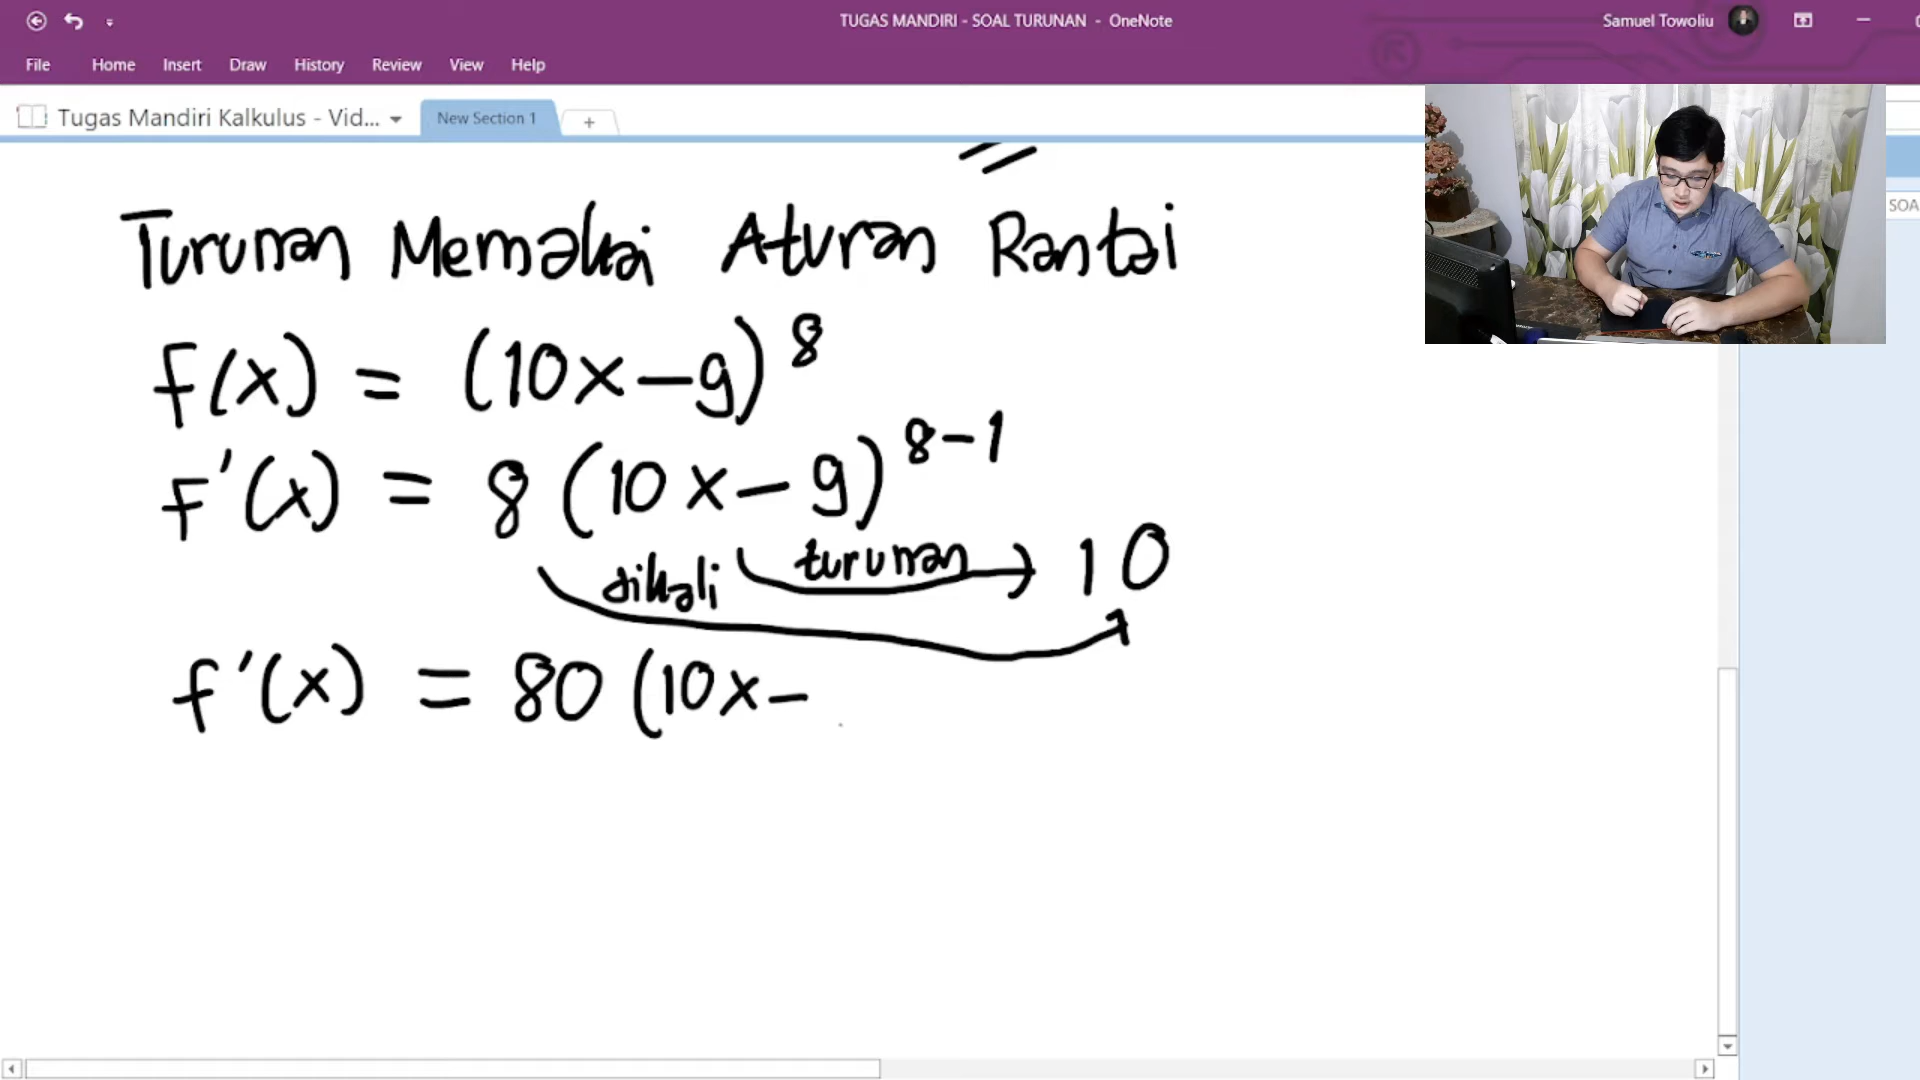 TUGAS MANDIRI - SOAL TURUNAN - OneNote
Samuel Towoliu
File Home Insert Draw History Review View Help
Tugas Mandiri Kalkulus - Vid...
New Section 1
+
SOA
Turunan Memakai Aturan Rantai
f(x) = (10x - 9)⁸
f'(x) = 8 (10x - 9)⁸⁻¹
dikali turunan → 10
f'(x) = 80 (10x -